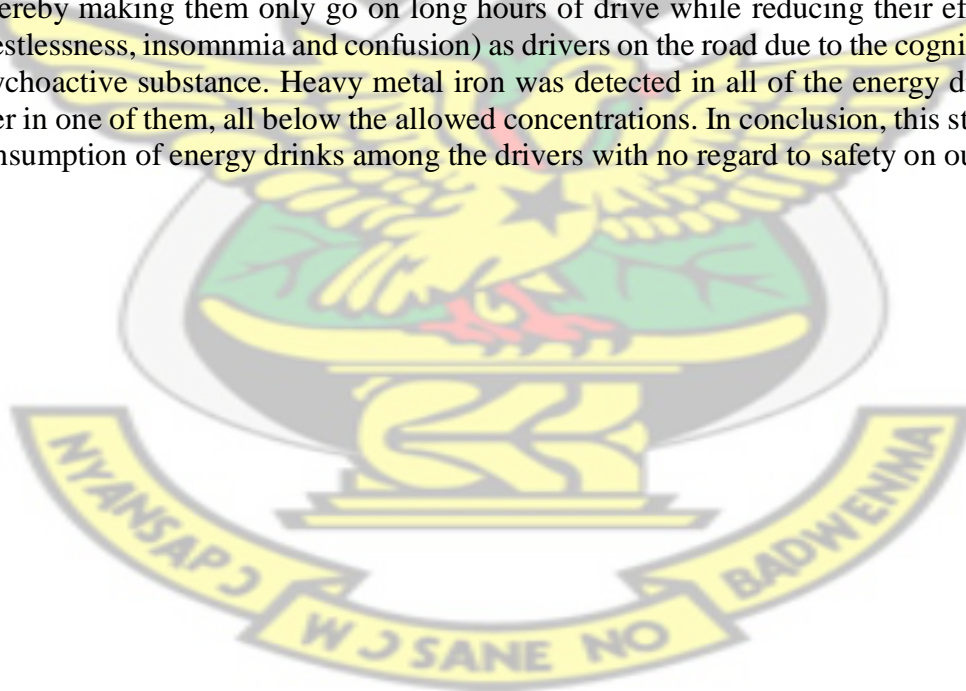 hereby making them only go on long hours of drive while reducing their ef
estlessness, insomnmia and confusion) as drivers on the road due to the cogni
ychoactive substance. Heavy metal iron was detected in all of the energy d
er in one of them, all below the allowed concentrations. In conclusion, this st
nsumption of energy drinks among the drivers with no regard to safety on ou
NYANSAPƆ
WƆSANE NO
BADWENMA